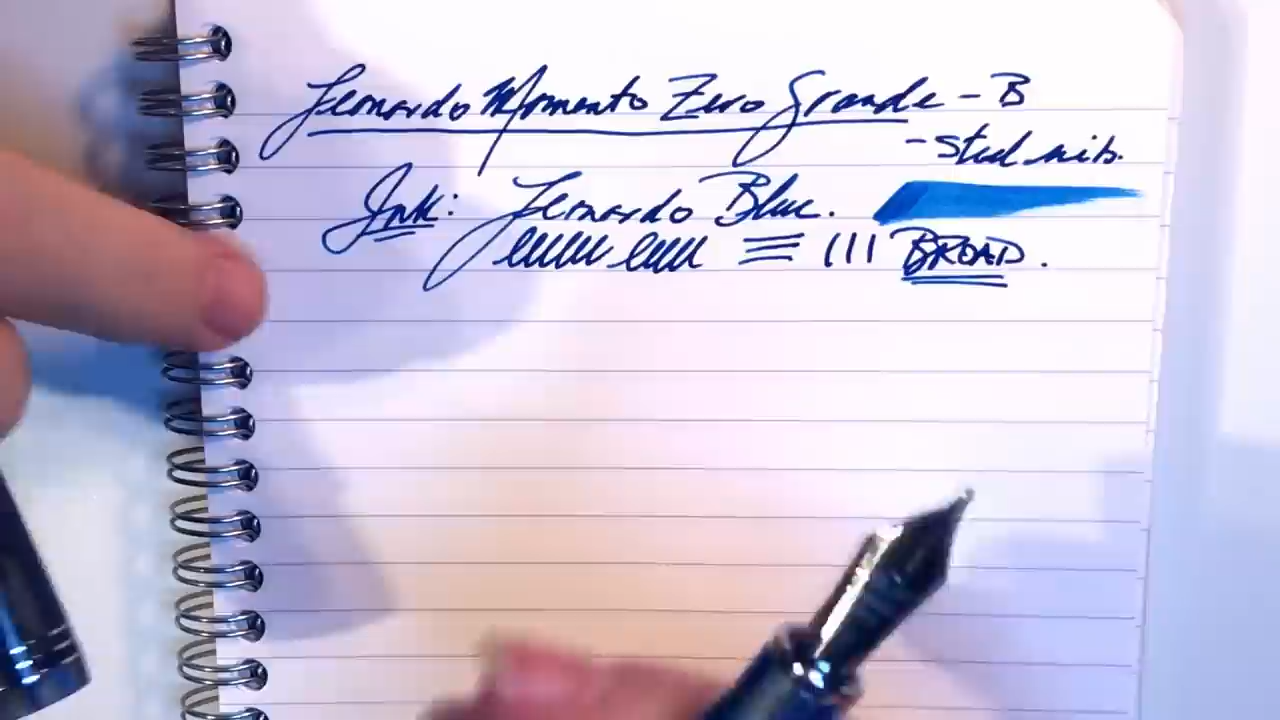 Leonardo Momento Zero Grande - B
- Steel nib.
Ink: Leonardo Blue.
≡ ||| BROAD.